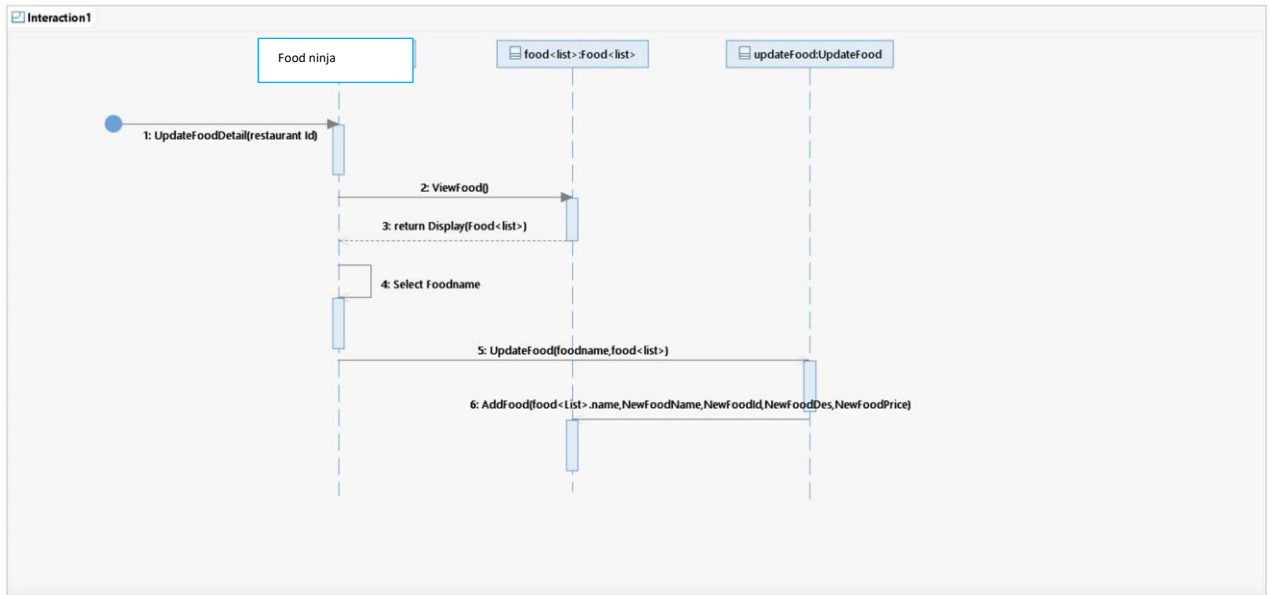 Interaction1
Food ninja
food<list>:Food<list>
updateFood:UpdateFood
1: UpdateFoodDetail(restaurant Id)
2: ViewFood()
3: return Display(Food<list>)
4: Select Foodname
5: UpdateFood(foodname,food<list>)
6: AddFood(food<List>.name,NewFoodName,NewFoodId,NewFoodDes,NewFoodPrice)